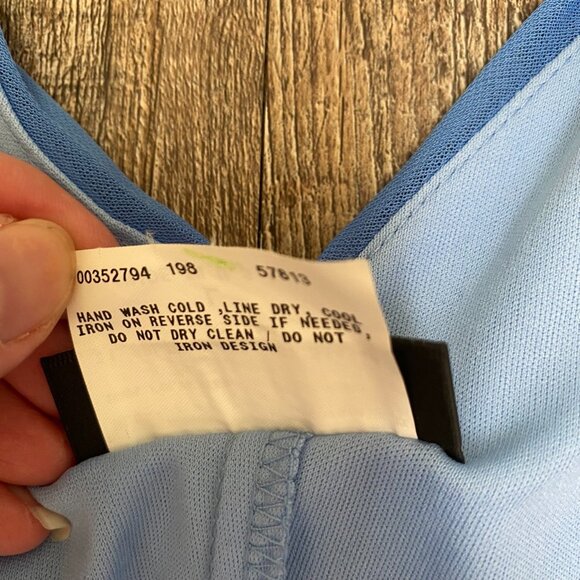 00352794 198 57813
HAND WASH COLD ,LINE DRY, COOL
IRON ON REVERSE SIDE IF NEEDED,
DO NOT DRY CLEAN / DO NOT
IRON DESIGN